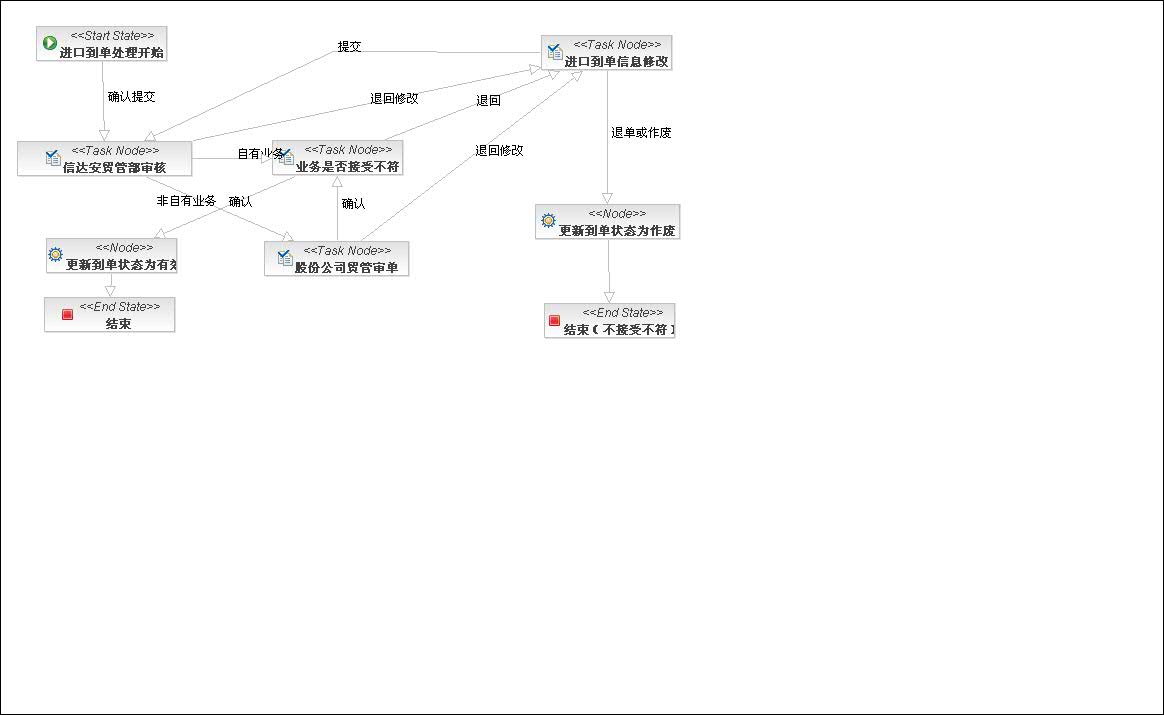 <<Start State>>
进口到单处理开始
提交
<<Task Node>>
进口到单信息修改
确认提交
退回修改
退回
退单或作废
<<Task Node>>
信达安贸管部审核
自有业务
<<Task Node>>
业务是否接受不符
退回修改
非自有业务
确认
确认
<<Node>>
更新到单状态为作废
<<Node>>
更新到单状态为有效
<<Task Node>>
股份公司贸管审单
<<End State>>
结束
<<End State>>
结束（不接受不符）